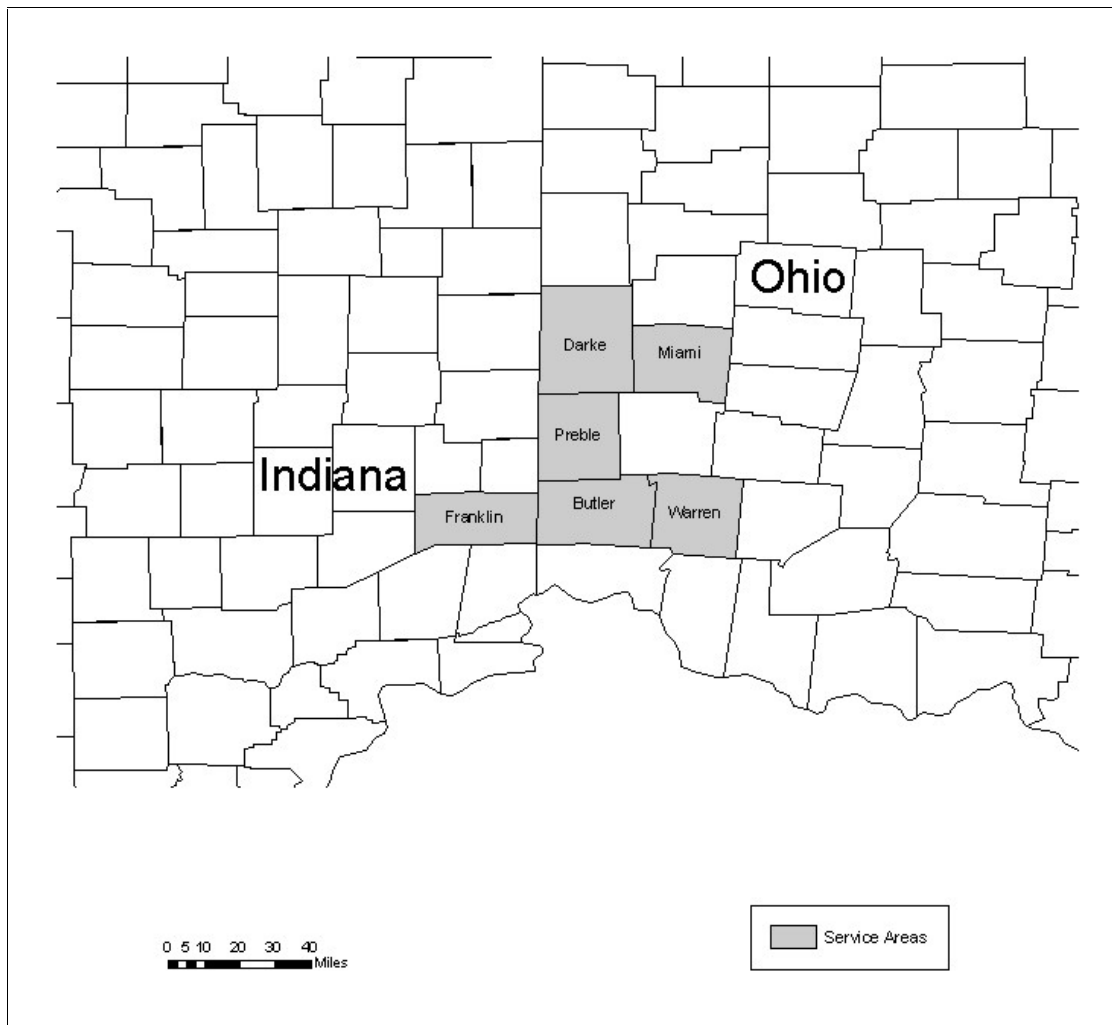 Ohio
Darke
Miami
Preble
Indiana
Franklin
Butler
Warren
0 5 10 20 30 40
Miles
Service Areas